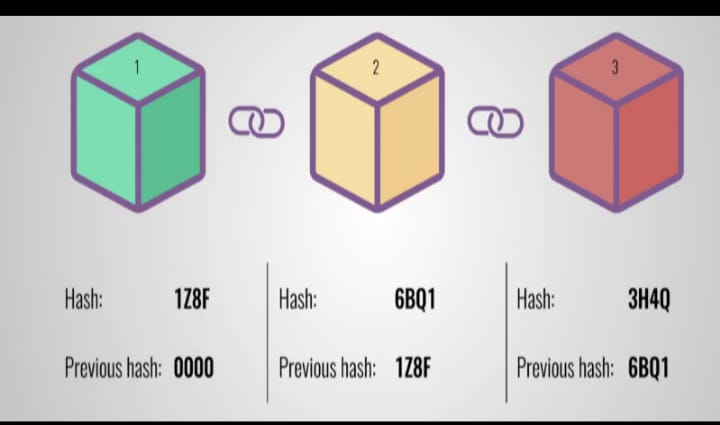 1
2
3
Hash: 1Z8F
Previous hash: 0000
Hash: 6BQ1
Previous hash: 1Z8F
Hash: 3H4Q
Previous hash: 6BQ1